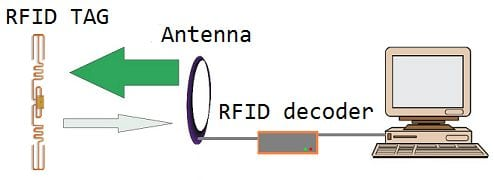 RFID TAG
Antenna
RFID decoder